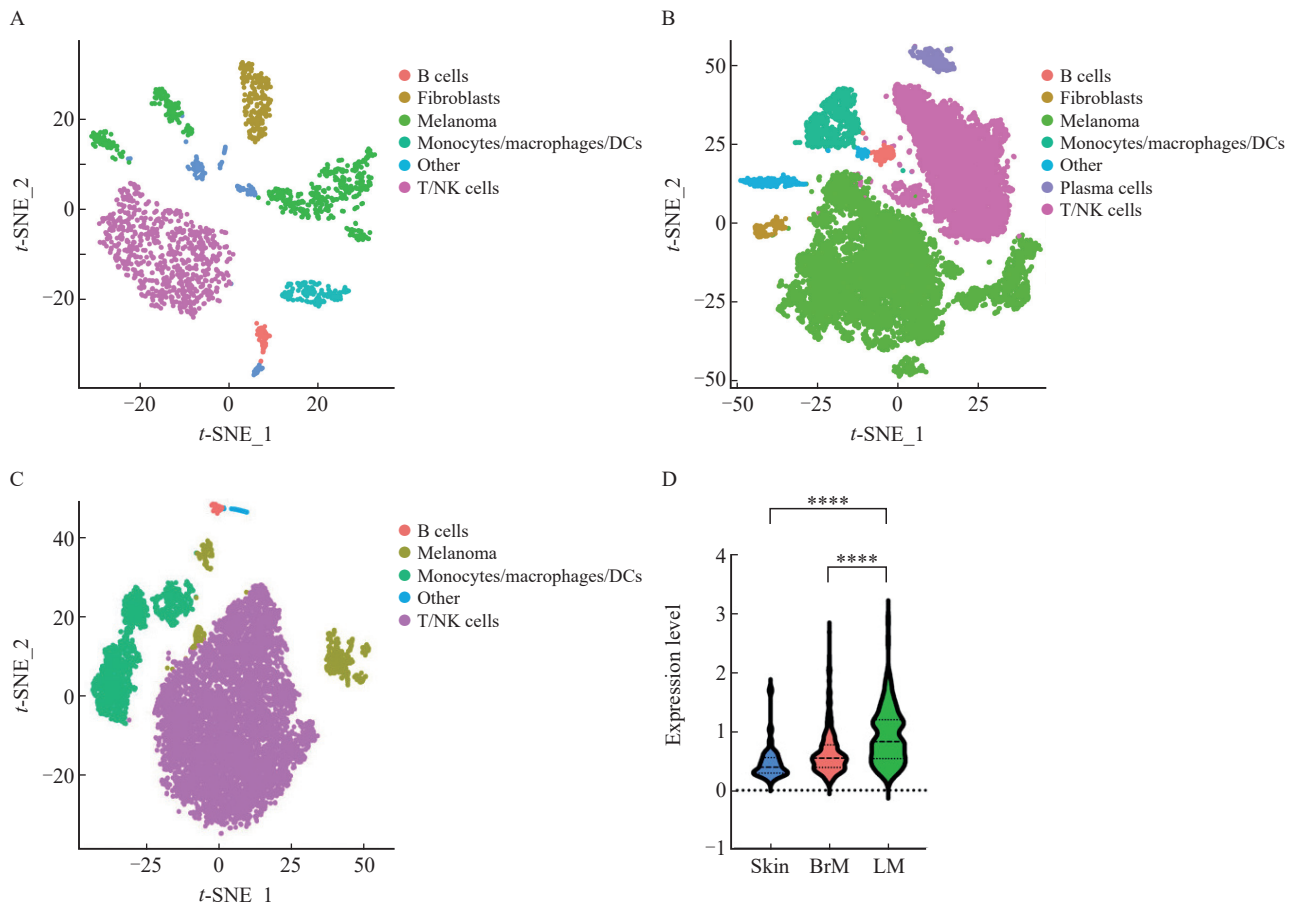 A
20
0
−20
−20
0
20
t-SNE_2
t-SNE_1
B cells
Fibroblasts
Melanoma
Monocytes/macrophages/DCs
Other
T/NK cells
B
50
25
0
−25
−50
−50
−25
0
25
t-SNE_2
t-SNE_1
B cells
Fibroblasts
Melanoma
Monocytes/macrophages/DCs
Other
Plasma cells
T/NK cells
C
40
20
0
−20
−25
0
25
50
t-SNE_2
t-SNE_1
B cells
Melanoma
Monocytes/macrophages/DCs
Other
T/NK cells
D
****
****
4
3
2
1
0
−1
Expression level
Skin BrM LM